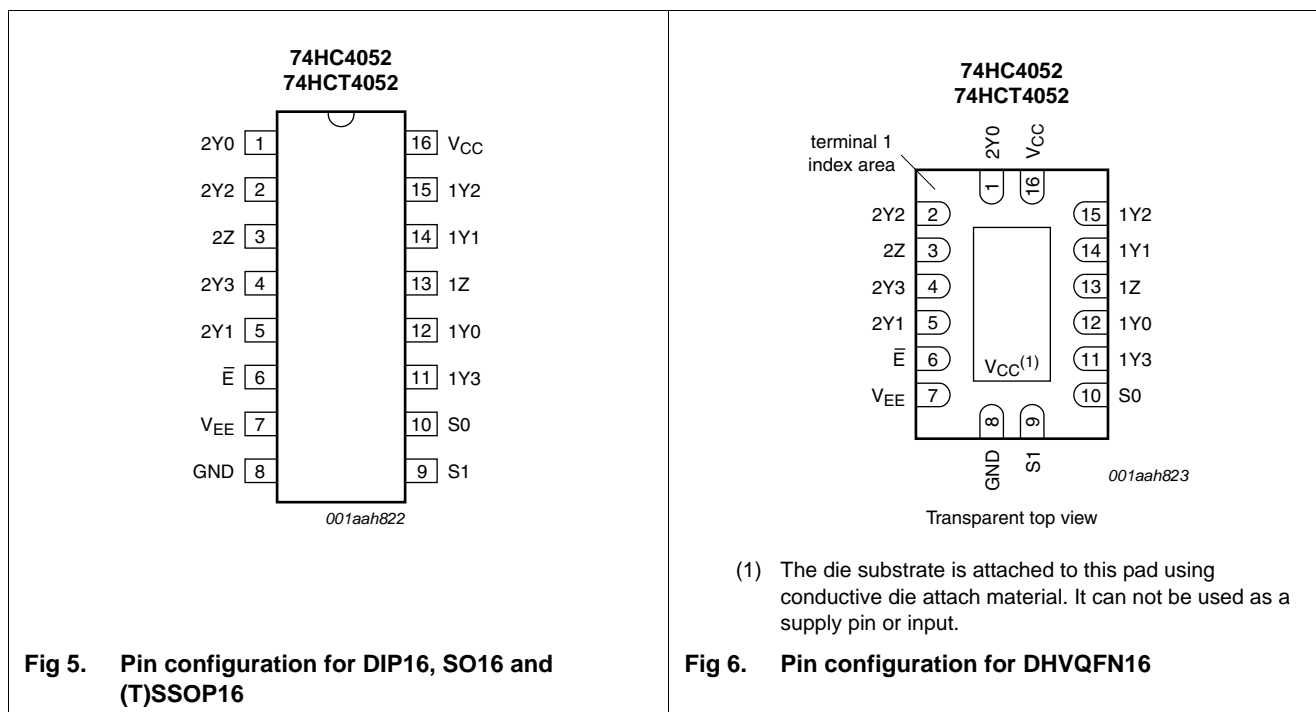 74HC4052
74HCT4052
2Y0 1
16 VCC
2Y2 2
15 1Y2
2Z 3
14 1Y1
2Y3 4
13 1Z
2Y1 5
12 1Y0
E̅ 6
11 1Y3
VEE 7
10 S0
GND 8
9 S1
001aah822
Fig 5. Pin configuration for DIP16, SO16 and
(T)SSOP16
74HC4052
74HCT4052
terminal 1
index area
2Y0
VCC
1
16
2Y2 2
15 1Y2
2Z 3
14 1Y1
2Y3 4
13 1Z
2Y1 5
12 1Y0
E̅ 6
11 1Y3
VCC(1)
VEE 7
10 S0
8
9
GND
S1
001aah823
Transparent top view
(1) The die substrate is attached to this pad using
conductive die attach material. It can not be used as a
supply pin or input.
Fig 6. Pin configuration for DHVQFN16